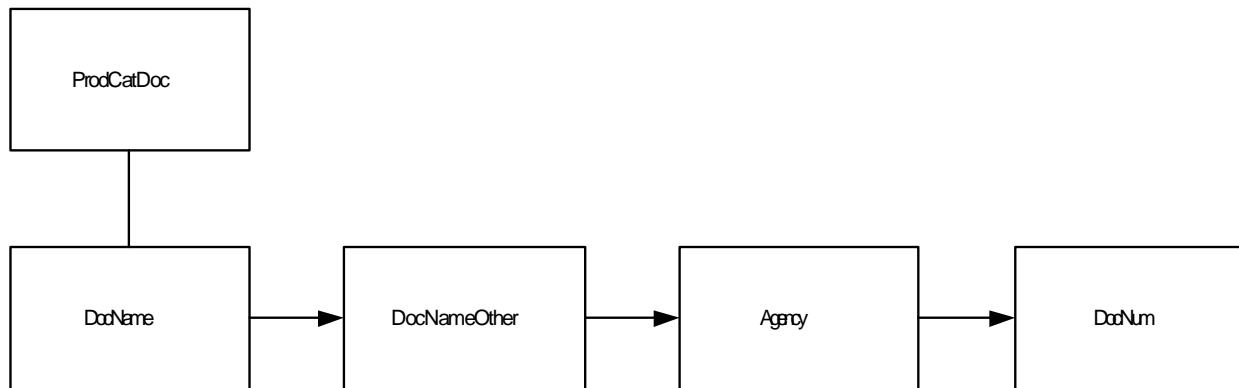 ProdCatDoc
DocName
DocNameOther
Agency
DocNum